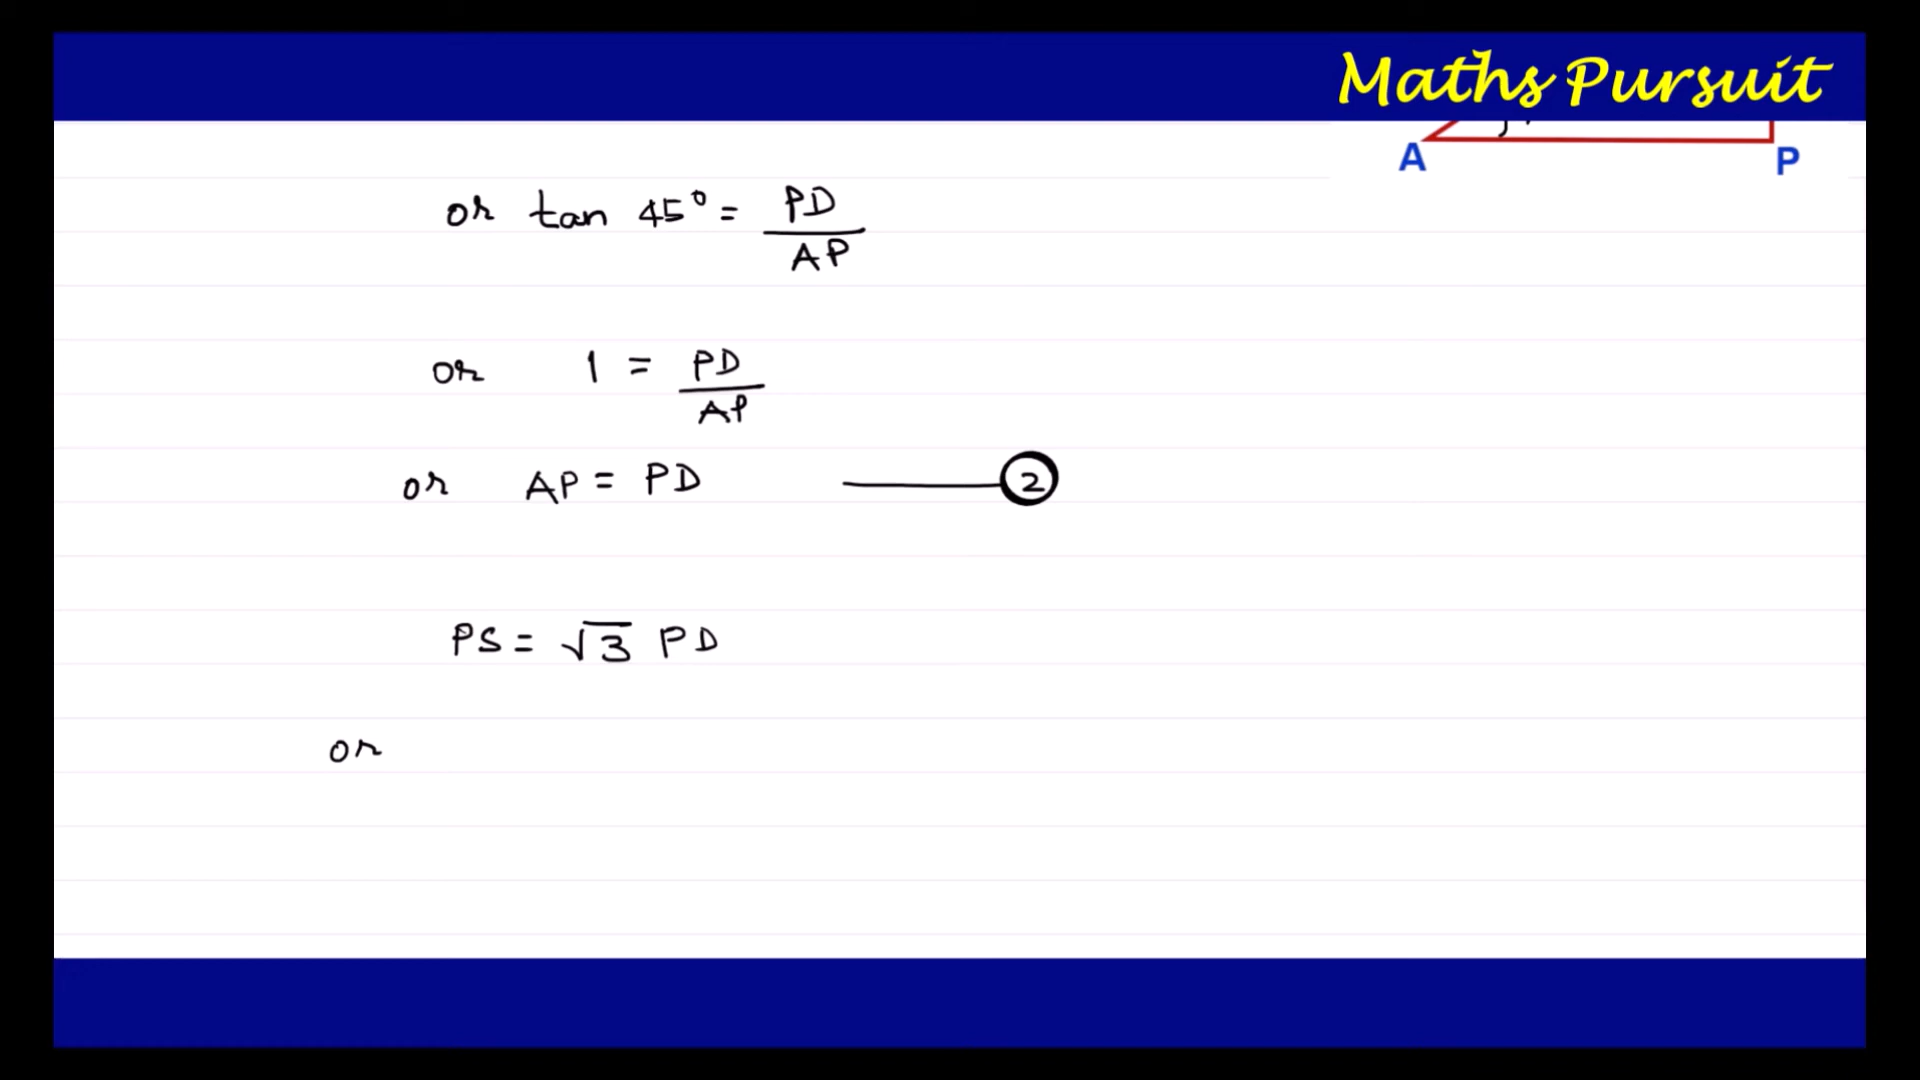 Maths Pursuit
A P
or tan 45° = PD/AP
or 1 = PD/AP
or AP = PD ——— 2
PS = √3 PD
or